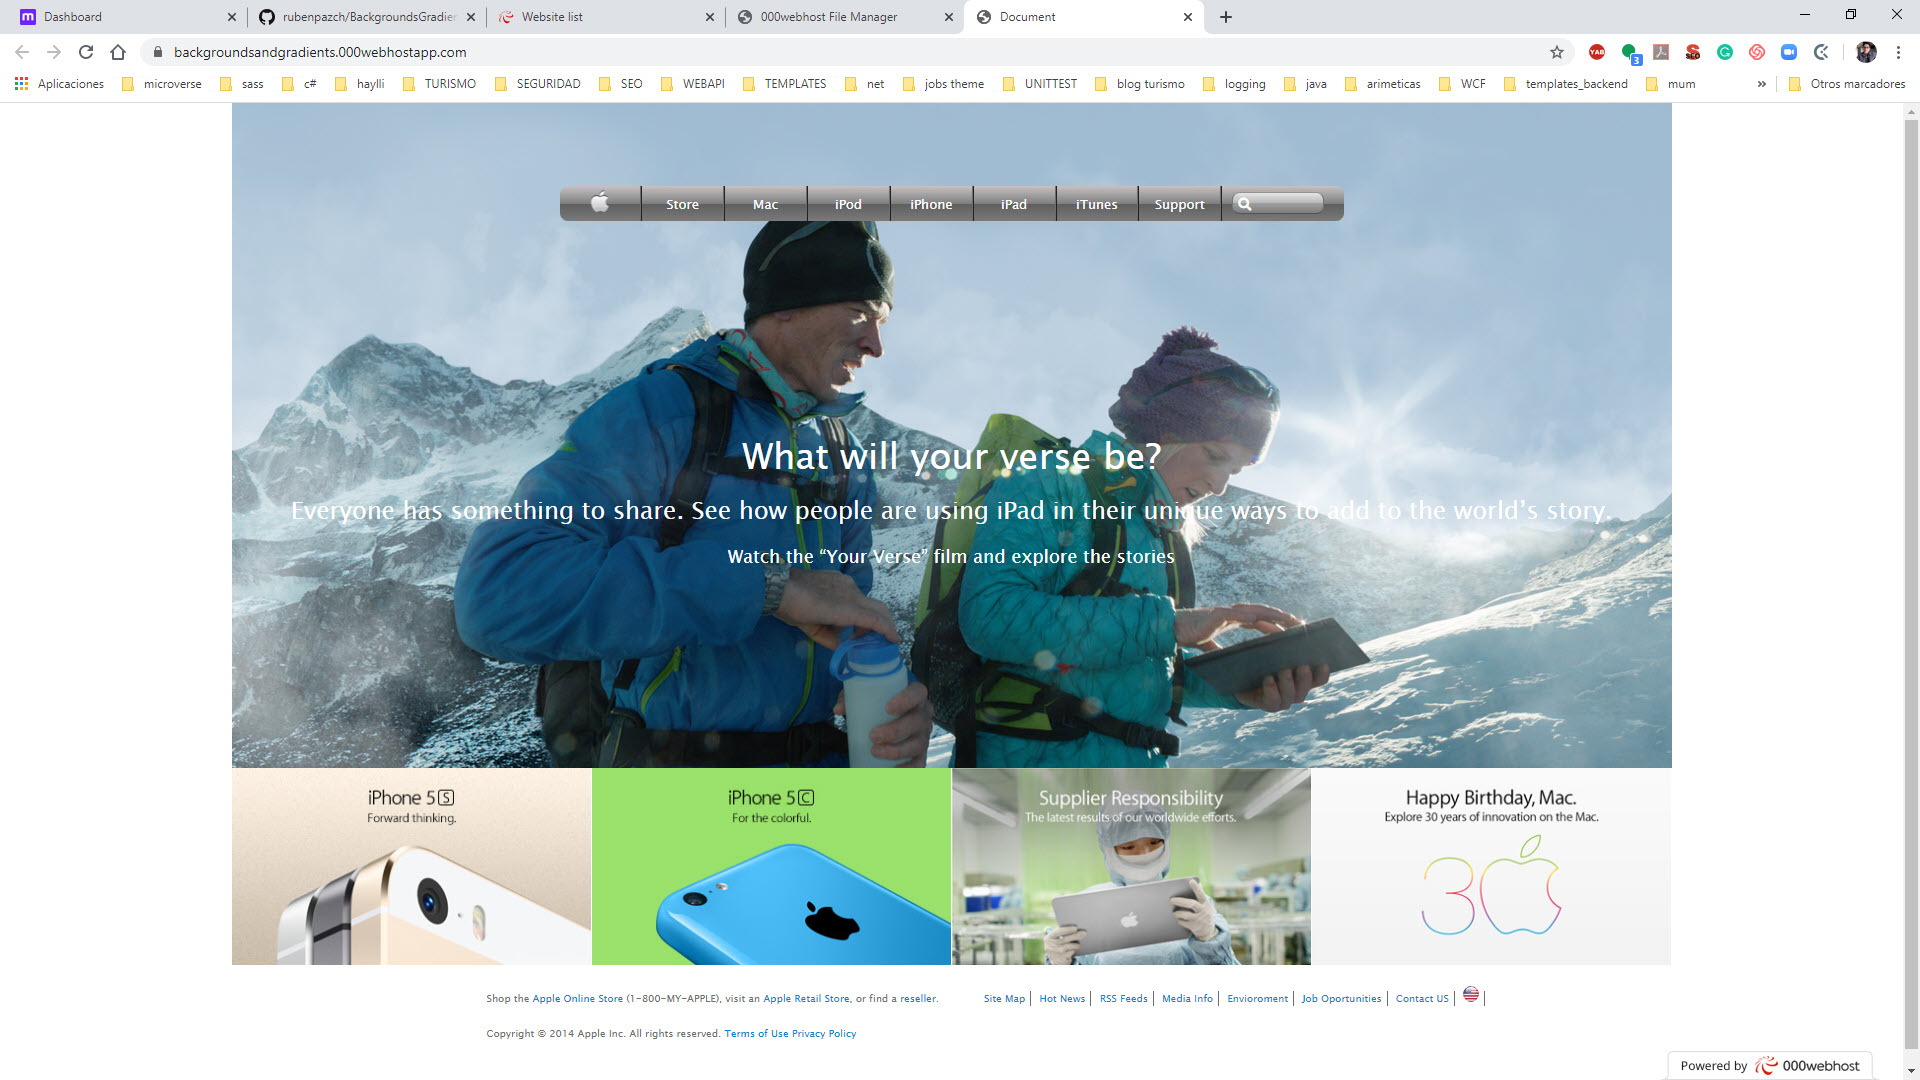 Dashboard
rubenpazch/BackgroundsGradien
Website list
000webhost File Manager
Document
backgroundsandgradients.000webhostapp.com
Aplicaciones microverse sass c# haylli TURISMO SEGURIDAD SEO WEBAPI TEMPLATES net jobs theme UNITTEST blog turismo logging java arimeticas WCF templates_backend mum » Otros marcadores
Store Mac iPod iPhone iPad iTunes Support
What will your verse be?
Everyone has something to share. See how people are using iPad in their unique ways to add to the world’s story.
Watch the “Your Verse” film and explore the stories
iPhone 5S
Forward thinking.
iPhone 5C
For the colorful.
Supplier Responsibility
The latest results of our worldwide efforts.
Happy Birthday, Mac.
Explore 30 years of innovation on the Mac.
30
Shop the Apple Online Store (1-800-MY-APPLE), visit an Apple Retail Store, or find a reseller.
Site Map | Hot News | RSS Feeds | Media Info | Envioroment | Job Oportunities | Contact US | |
Copyright © 2014 Apple Inc. All rights reserved. Terms of Use Privacy Policy
Powered by 000webhost